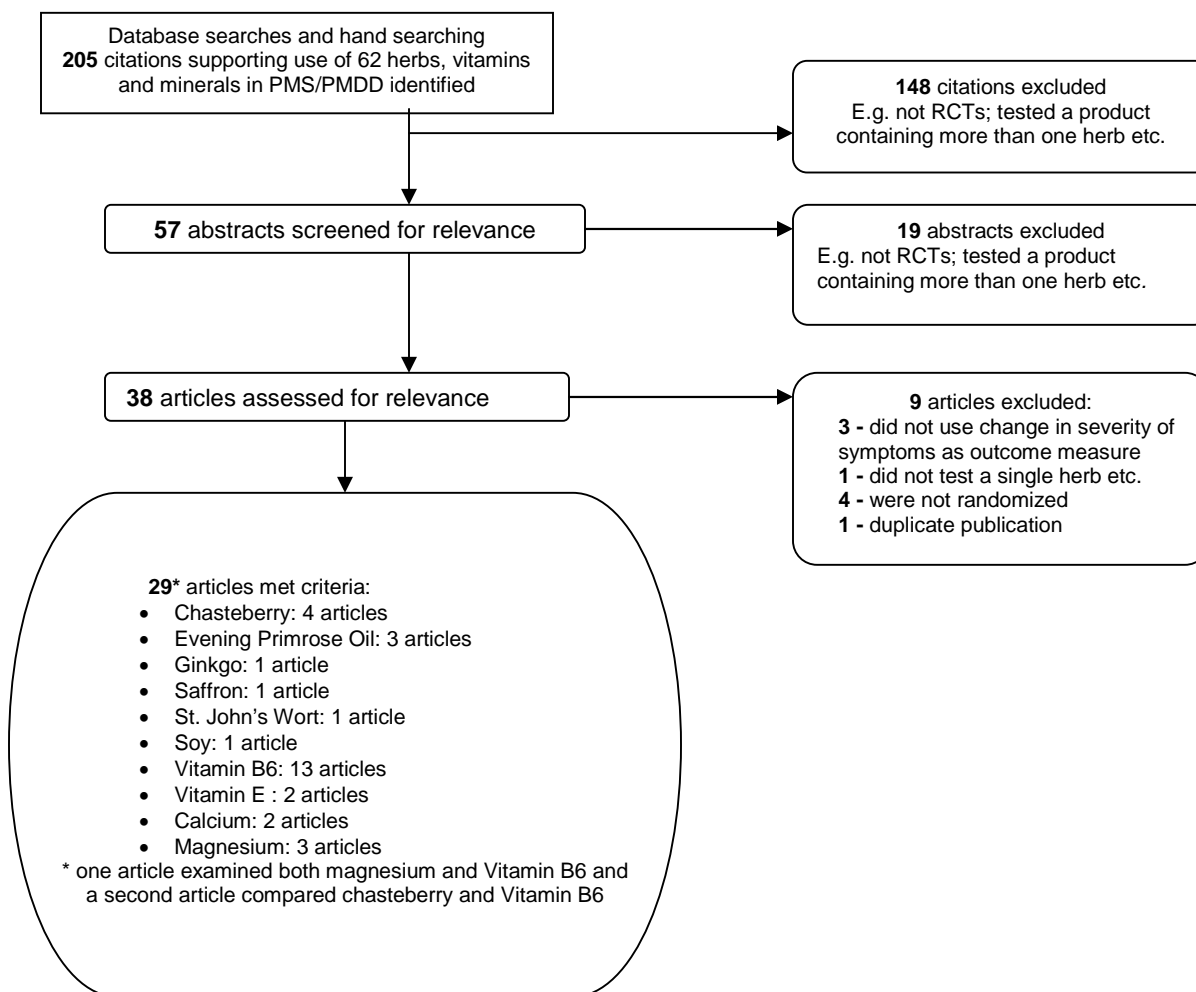 Database searches and hand searching
205 citations supporting use of 62 herbs, vitamins
and minerals in PMS/PMDD identified
148 citations excluded
E.g. not RCTs; tested a product
containing more than one herb etc.
57 abstracts screened for relevance
19 abstracts excluded
E.g. not RCTs; tested a product
containing more than one herb etc.
38 articles assessed for relevance
9 articles excluded:
3 - did not use change in severity of
symptoms as outcome measure
1 - did not test a single herb etc.
4 - were not randomized
1 - duplicate publication
29* articles met criteria:
• Chasteberry: 4 articles
• Evening Primrose Oil: 3 articles
• Ginkgo: 1 article
• Saffron: 1 article
• St. John's Wort: 1 article
• Soy: 1 article
• Vitamin B6: 13 articles
• Vitamin E : 2 articles
• Calcium: 2 articles
• Magnesium: 3 articles
* one article examined both magnesium and Vitamin B6 and
a second article compared chasteberry and Vitamin B6